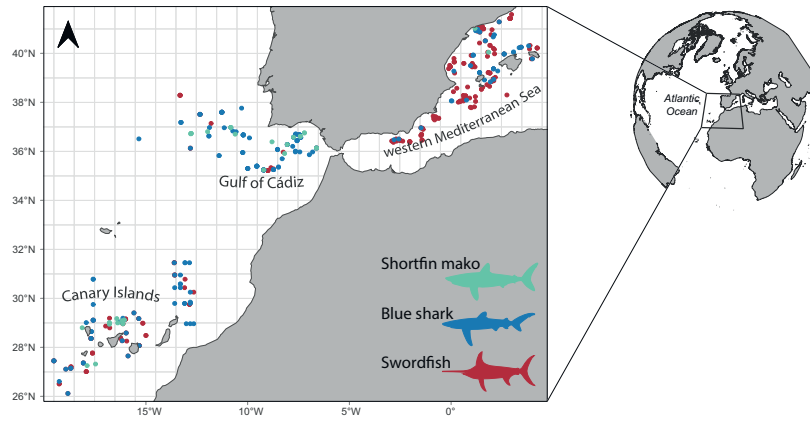 40°N
38°N
36°N
34°N
32°N
30°N
28°N
26°N
15°W
10°W
5°W
0°
western Mediterranean Sea
Gulf of Cádiz
Canary Islands
Shortfin mako
Blue shark
Swordfish
Atlantic
Ocean